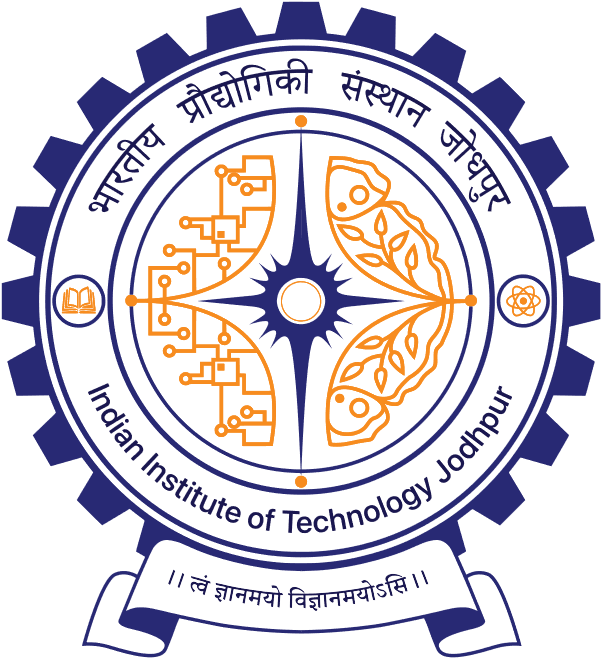 भारतीय प्रौद्योगिकी संस्थान जोधपुर
Indian Institute of Technology Jodhpur
।। त्वं ज्ञानमयो विज्ञानमयोऽसि ।।